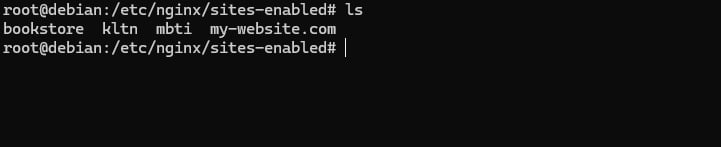 root@debian:/etc/nginx/sites-enabled# ls
bookstore  kltn  mbti  my-website.com
root@debian:/etc/nginx/sites-enabled#